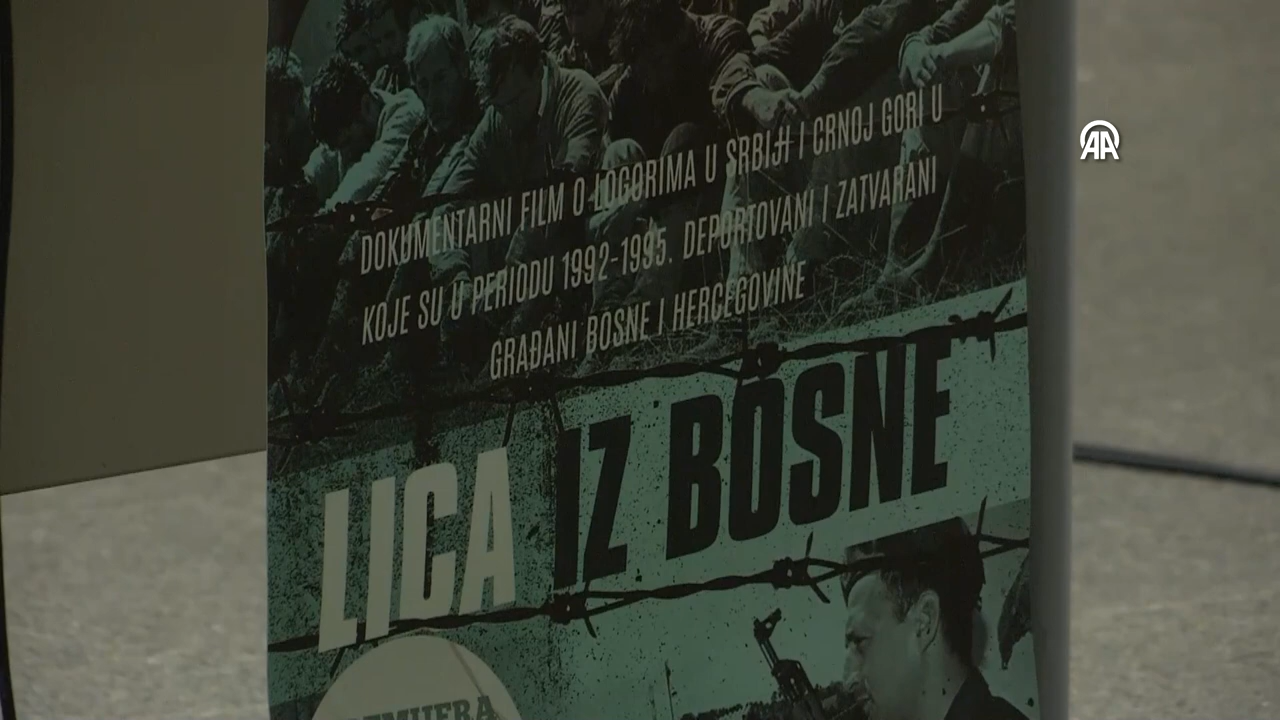 DOKUMENTARNI FILM O LOGORIMA U SRBIJI I CRNOJ GORI U
KOJE SU U PERIODU 1992-1995. DEPORTOVANI I ZATVARANI
GRAĐANI BOSNE I HERCEGOVINE
LICA IZ BOSNE
AA